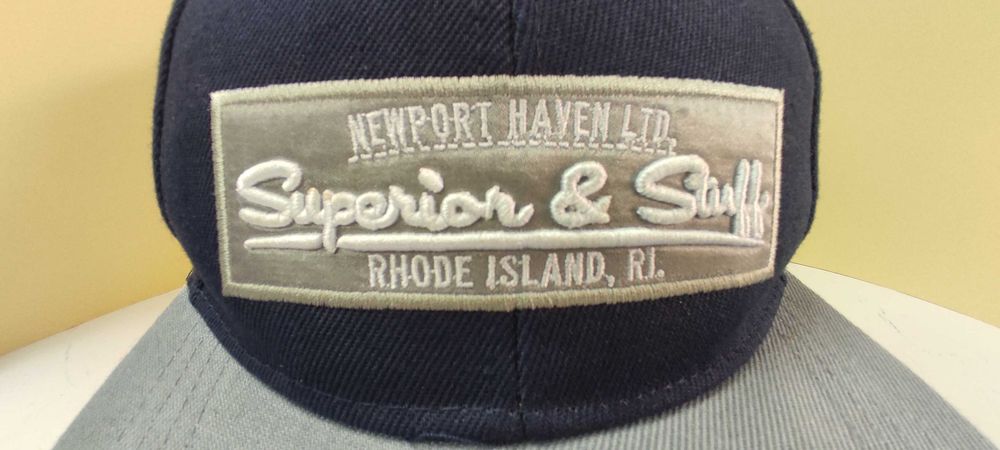 NEWPORT HAVEN LTD.
Superior & Stuff
RHODE ISLAND, RI.